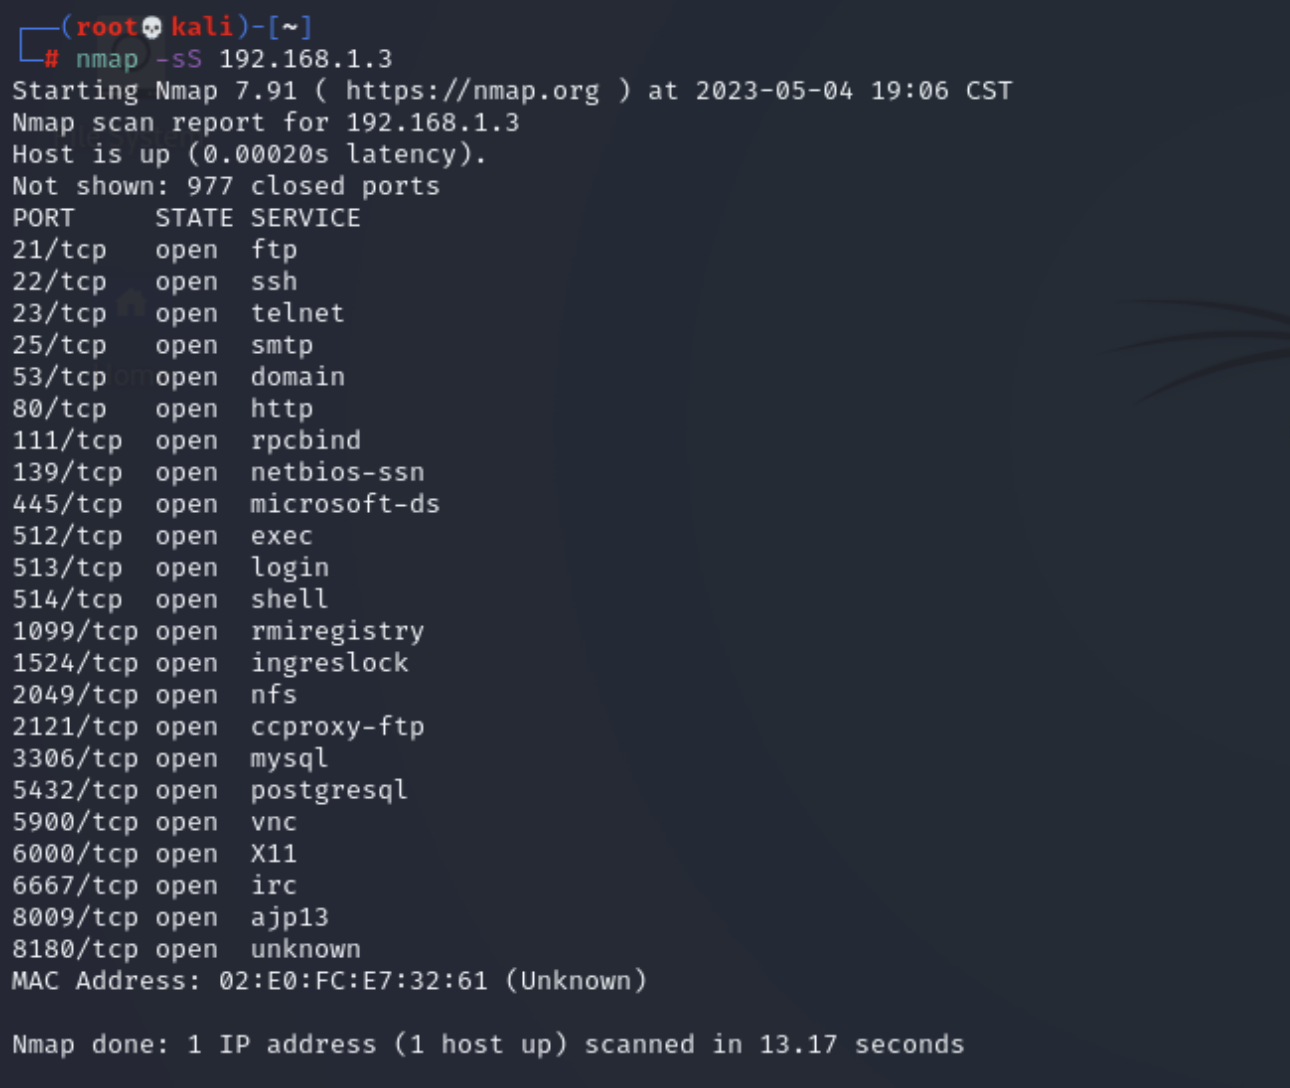 (root💀kali)-[~]
# nmap -sS 192.168.1.3
Starting Nmap 7.91 ( https://nmap.org ) at 2023-05-04 19:06 CST
Nmap scan report for 192.168.1.3
Host is up (0.00020s latency).
Not shown: 977 closed ports
PORT     STATE SERVICE
21/tcp   open  ftp
22/tcp   open  ssh
23/tcp   open  telnet
25/tcp   open  smtp
53/tcp   open  domain
80/tcp   open  http
111/tcp  open  rpcbind
139/tcp  open  netbios-ssn
445/tcp  open  microsoft-ds
512/tcp  open  exec
513/tcp  open  login
514/tcp  open  shell
1099/tcp open  rmiregistry
1524/tcp open  ingreslock
2049/tcp open  nfs
2121/tcp open  ccproxy-ftp
3306/tcp open  mysql
5432/tcp open  postgresql
5900/tcp open  vnc
6000/tcp open  X11
6667/tcp open  irc
8009/tcp open  ajp13
8180/tcp open  unknown
MAC Address: 02:E0:FC:E7:32:61 (Unknown)
Nmap done: 1 IP address (1 host up) scanned in 13.17 seconds